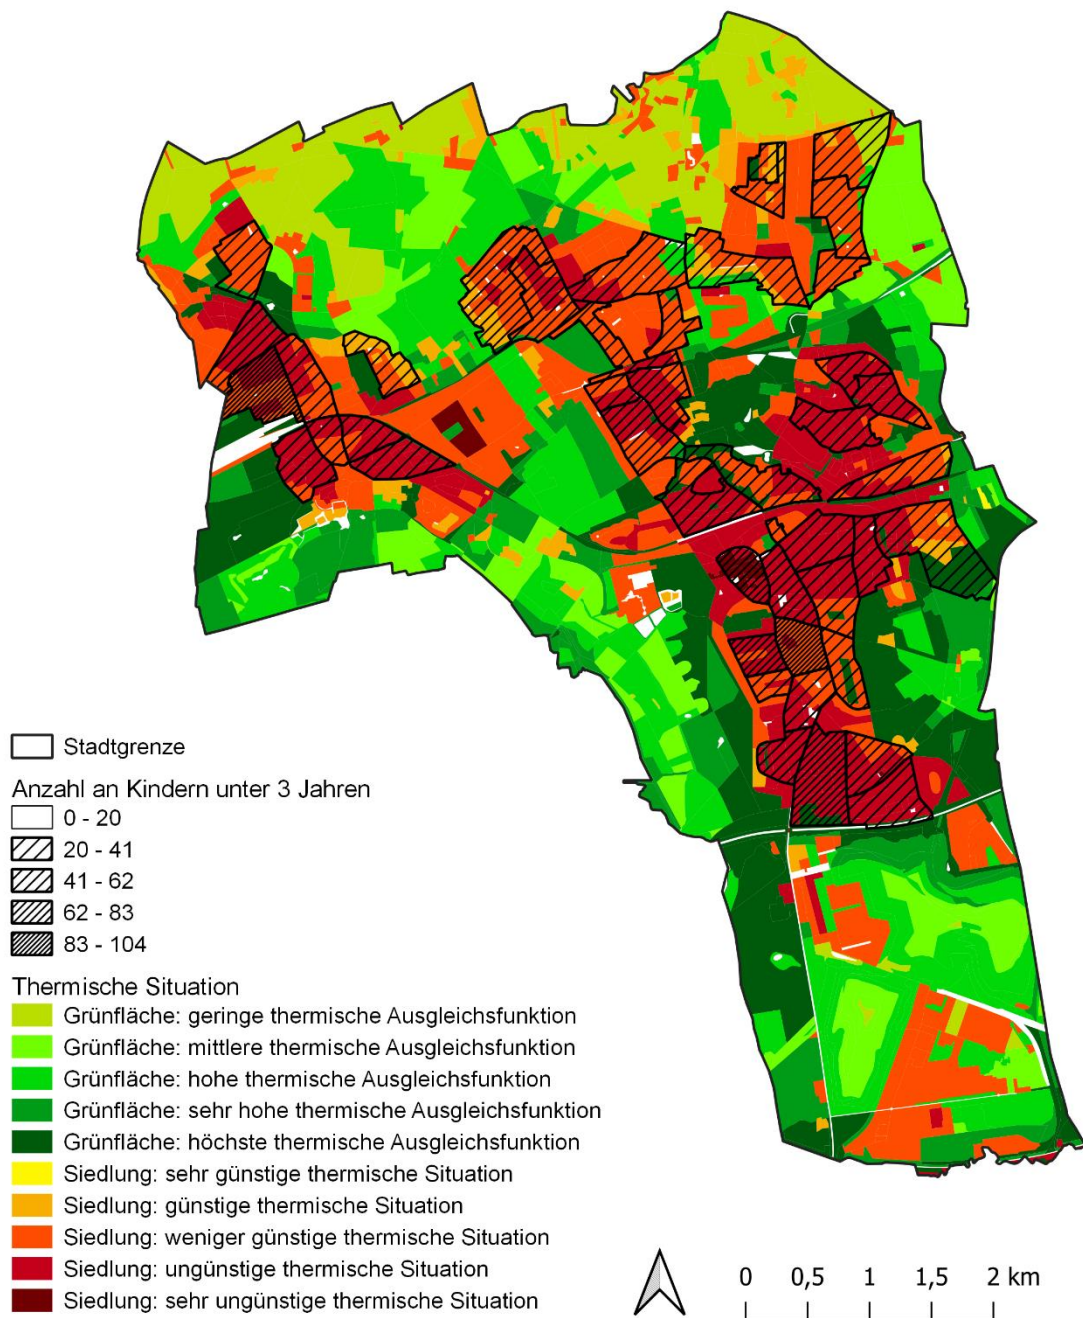 Stadtgrenze
Anzahl an Kindern unter 3 Jahren
0 - 20
20 - 41
41 - 62
62 - 83
83 - 104
Thermische Situation
Grünfläche: geringe thermische Ausgleichsfunktion
Grünfläche: mittlere thermische Ausgleichsfunktion
Grünfläche: hohe thermische Ausgleichsfunktion
Grünfläche: sehr hohe thermische Ausgleichsfunktion
Grünfläche: höchste thermische Ausgleichsfunktion
Siedlung: sehr günstige thermische Situation
Siedlung: günstige thermische Situation
Siedlung: weniger günstige thermische Situation
Siedlung: ungünstige thermische Situation
Siedlung: sehr ungünstige thermische Situation
0 0,5 1 1,5 2 km